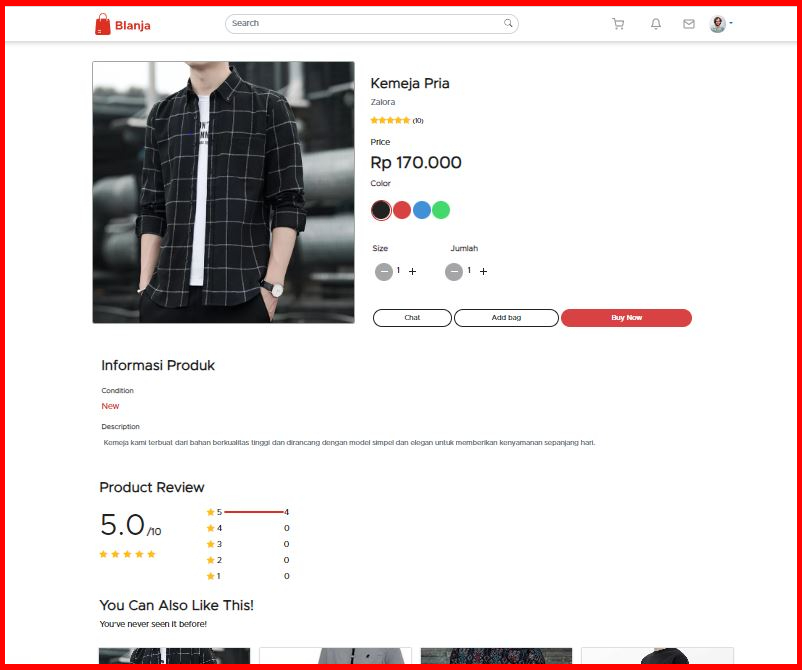 Blanja
Search
Kemeja Pria
Zalora
(10)
Price
Rp 170.000
Color
Size Jumlah
1 + 1 +
Chat Add bag Buy Now
Informasi Produk
Condition
New
Description
Kemeja kami terbuat dari bahan berkualitas tinggi dan dirancang dengan model simpel dan elegan untuk memberikan kenyamanan sepanjang hari.
Product Review
5.0/10
5 4
4 0
3 0
2 0
1 0
You Can Also Like This!
You've never seen it before!